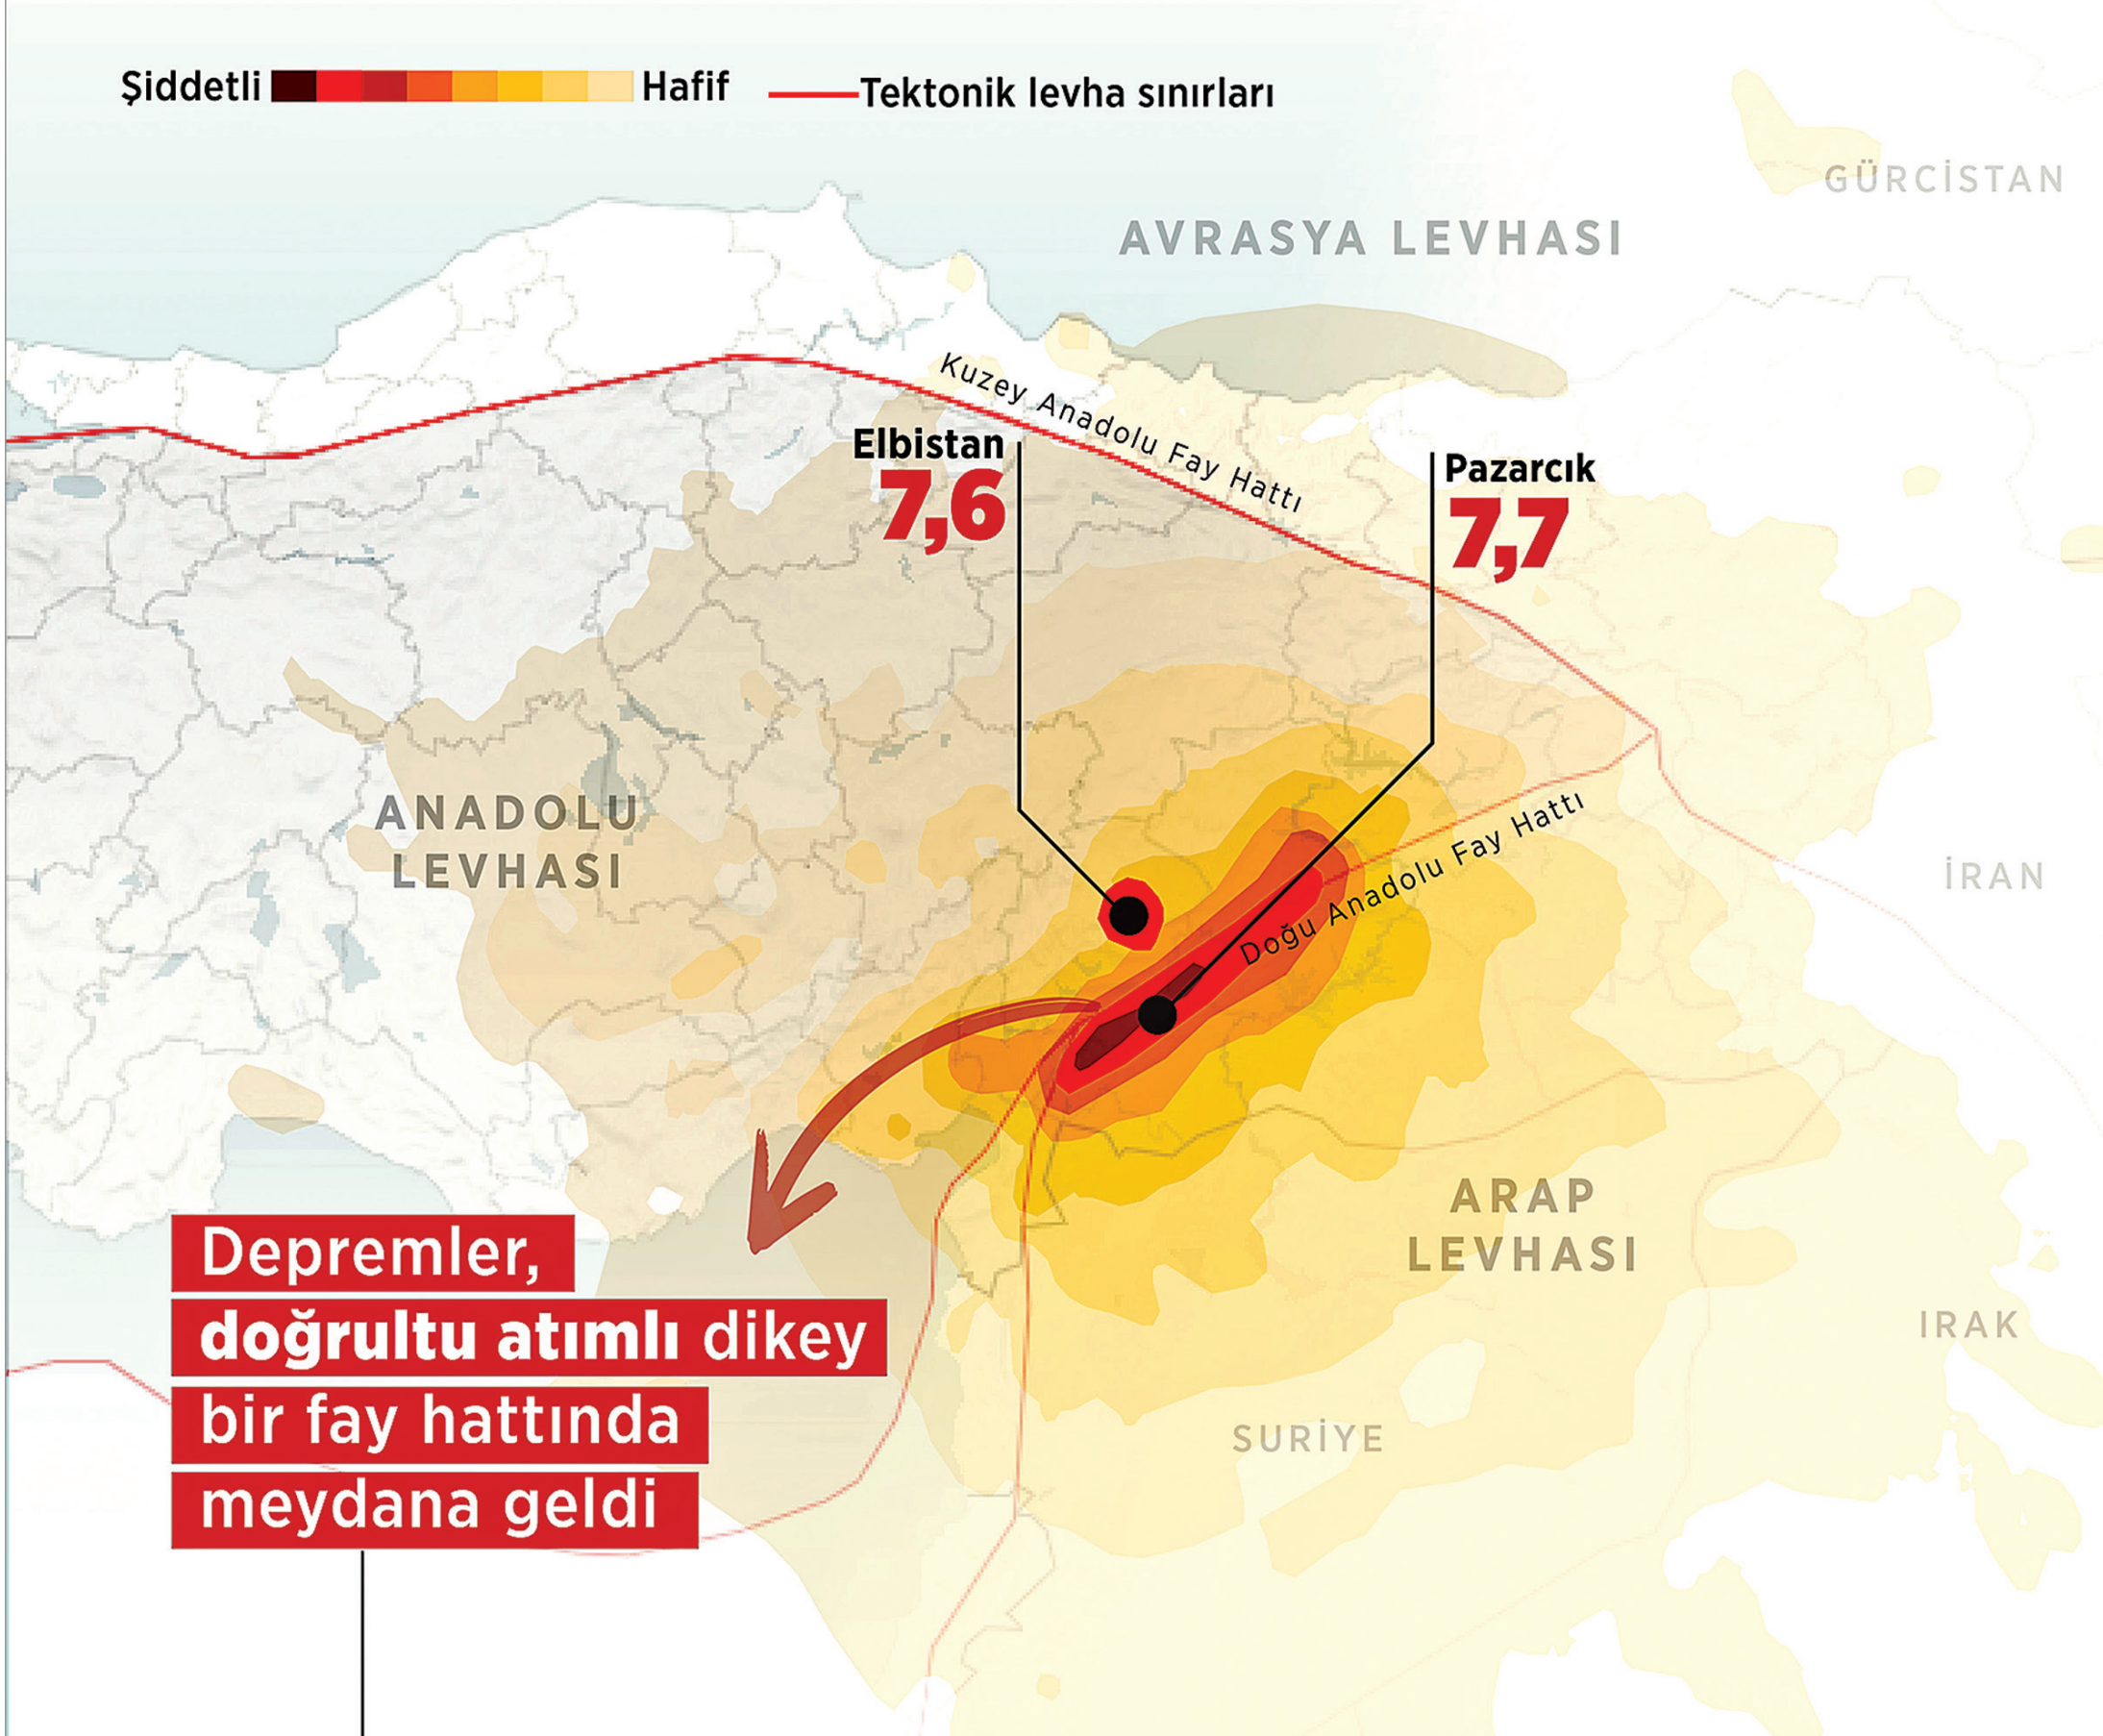 Şiddetli
Hafif
Tektonik levha sınırları
GÜRCİSTAN
AVRASYA LEVHASI
Kuzey Anadolu Fay Hattı
Elbistan
7,6
Pazarcık
7,7
ANADOLU
LEVHASI
Doğu Anadolu Fay Hattı
İRAN
ARAP
LEVHASI
IRAK
SURİYE
Depremler,
doğrultu atımlı dikey
bir fay hattında
meydana geldi